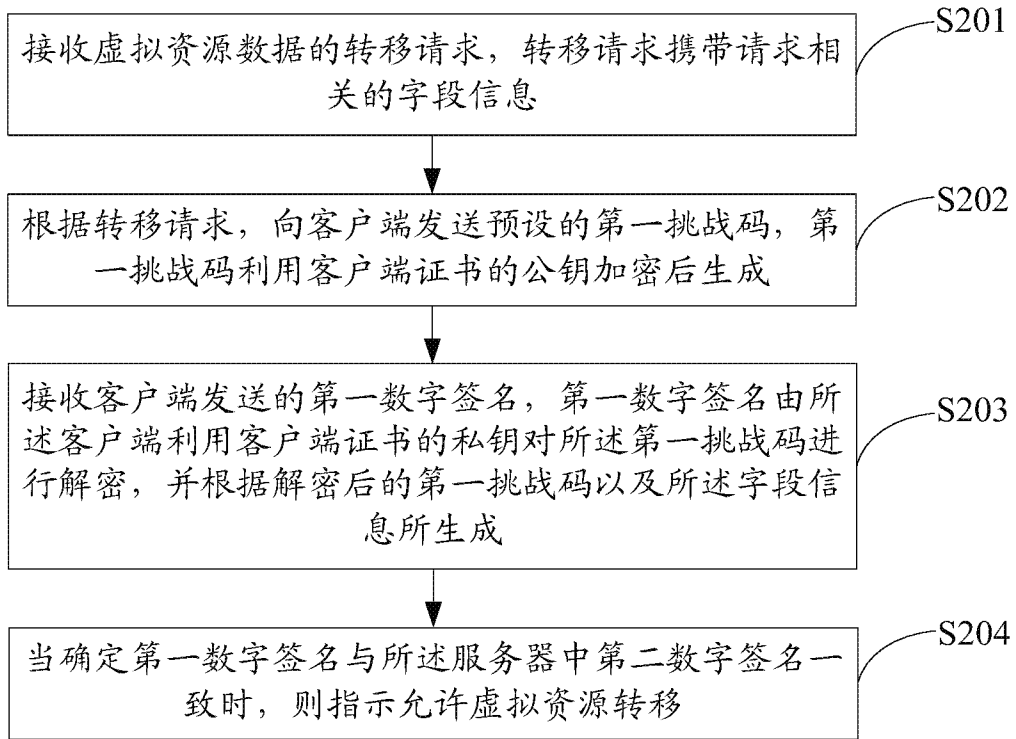 接收虚拟资源数据的转移请求，转移请求携带请求相
关的字段信息
S201
根据转移请求，向客户端发送预设的第一挑战码，第
一挑战码利用客户端证书的公钥加密后生成
S202
接收客户端发送的第一数字签名，第一数字签名由所
述客户端利用客户端证书的私钥对所述第一挑战码进
行解密，并根据解密后的第一挑战码以及所述字段信
息所生成
S203
当确定第一数字签名与所述服务器中第二数字签名一
致时，则指示允许虚拟资源转移
S204